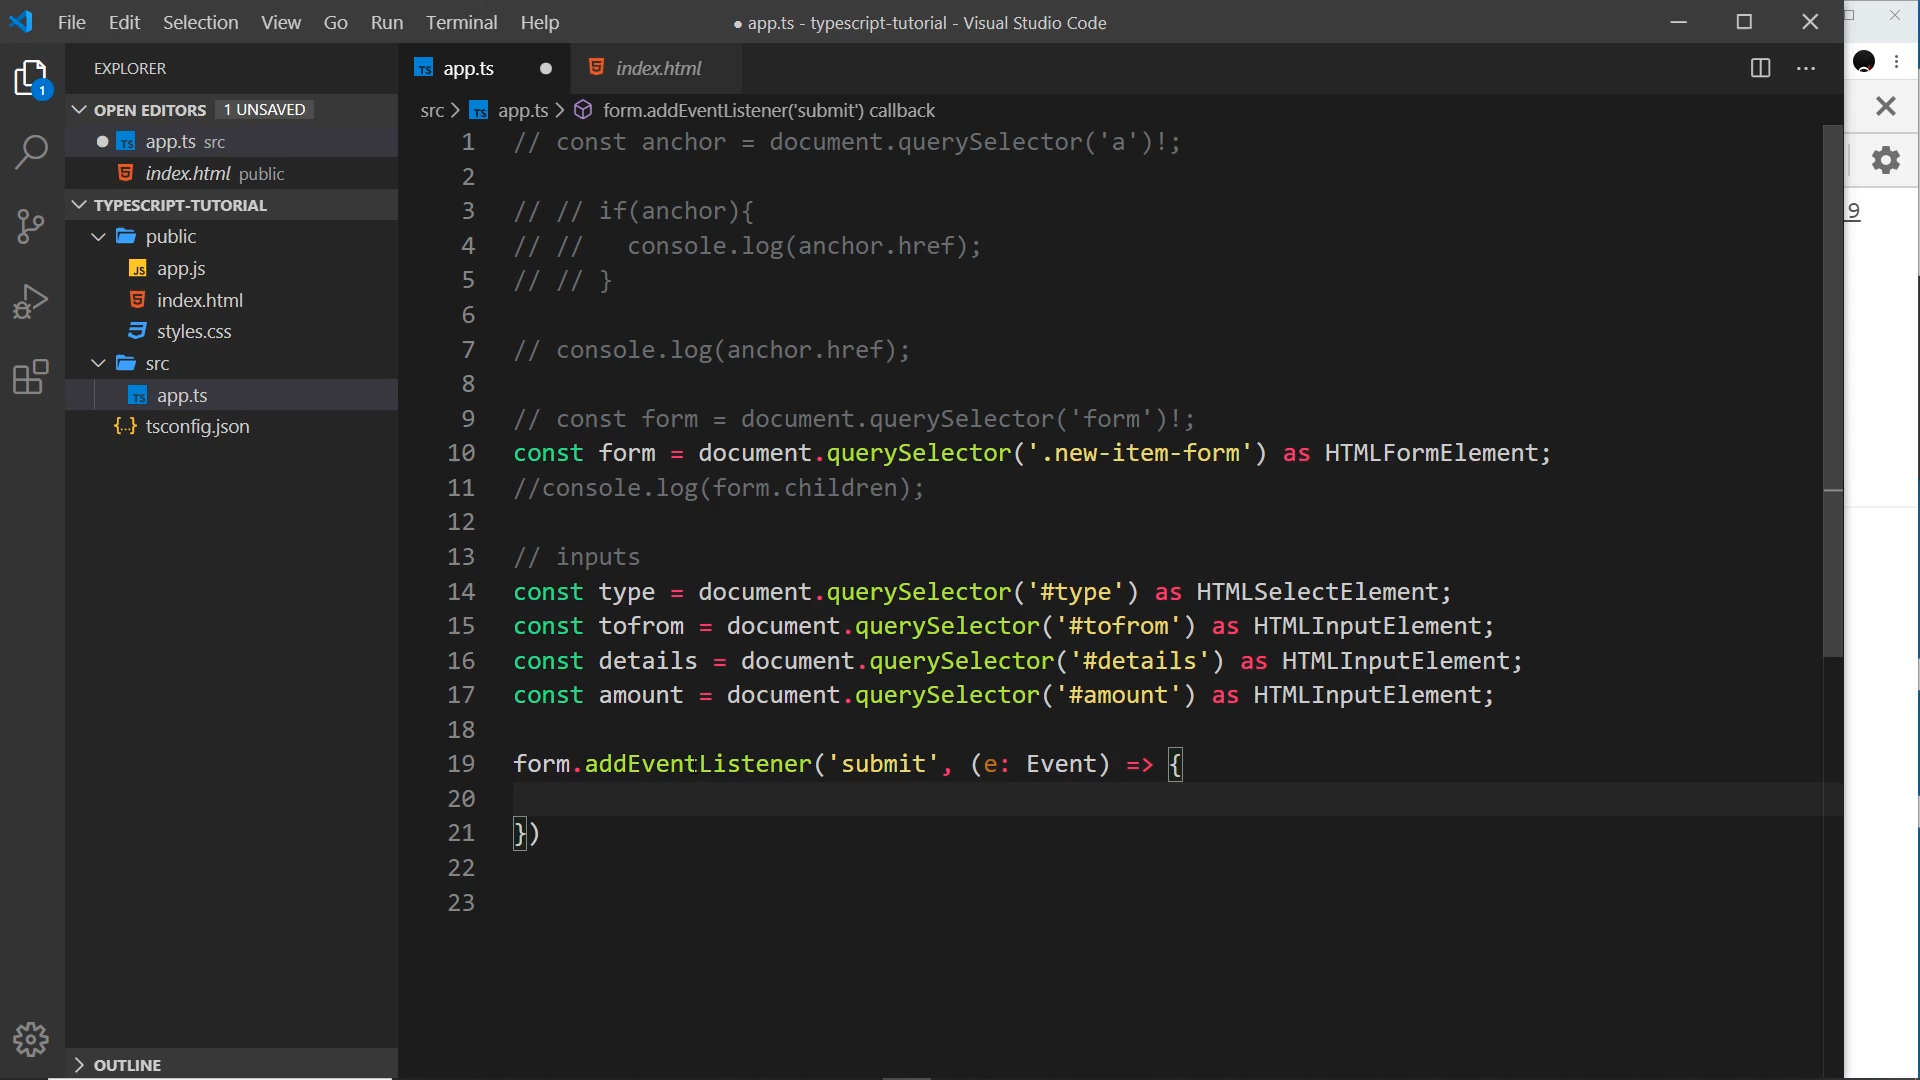 File Edit Selection View Go Run Terminal Help
● app.ts - typescript-tutorial - Visual Studio Code
EXPLORER
OPEN EDITORS 1 UNSAVED
app.ts src
index.html public
TYPESCRIPT-TUTORIAL
public
app.js
index.html
styles.css
src
app.ts
tsconfig.json
OUTLINE
1
app.ts
index.html
src > app.ts > form.addEventListener('submit') callback
1 // const anchor = document.querySelector('a')!;
2
3 // // if(anchor){
4 // //   console.log(anchor.href);
5 // // }
6
7 // console.log(anchor.href);
8
9 // const form = document.querySelector('form')!;
10 const form = document.querySelector('.new-item-form') as HTMLFormElement;
11 //console.log(form.children);
12
13 // inputs
14 const type = document.querySelector('#type') as HTMLSelectElement;
15 const tofrom = document.querySelector('#tofrom') as HTMLInputElement;
16 const details = document.querySelector('#details') as HTMLInputElement;
17 const amount = document.querySelector('#amount') as HTMLInputElement;
18
19 form.addEventListener('submit', (e: Event) => {
20
21 })
22
23
9